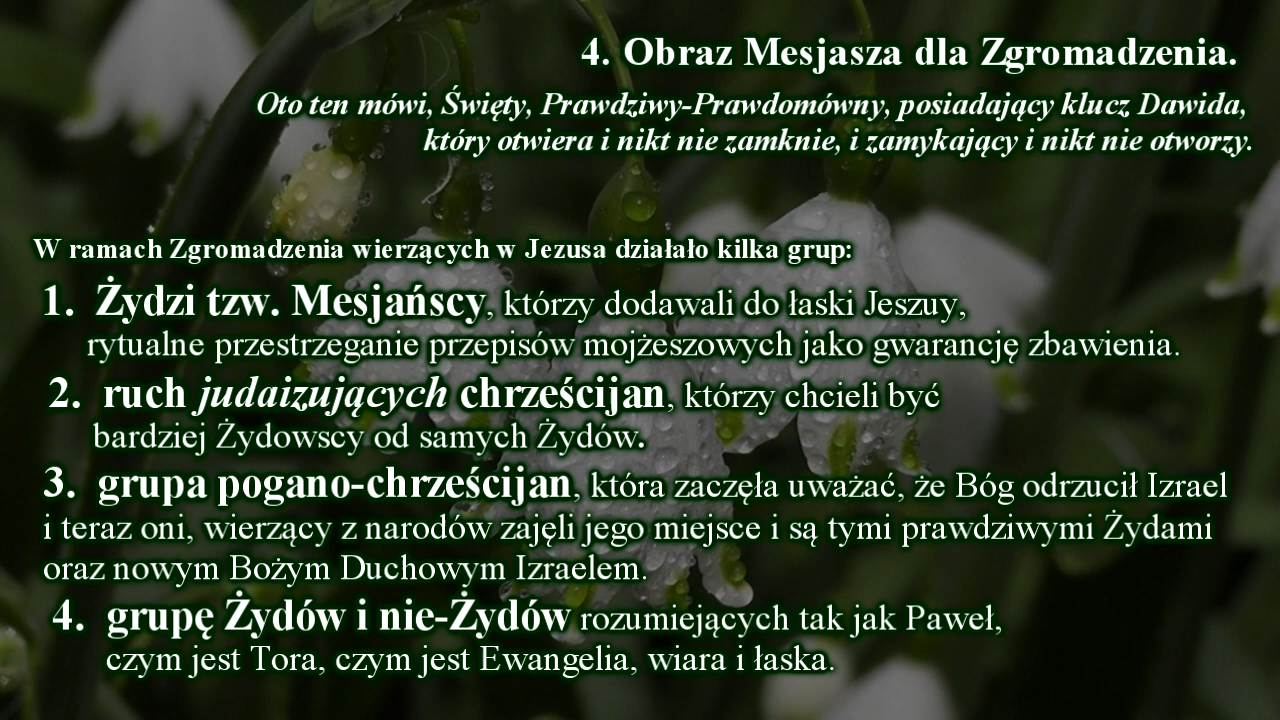 4. Obraz Mesjasza dla Zgromadzenia.
Oto ten mówi, Święty, Prawdziwy-Prawdomówny, posiadający klucz Dawida,
który otwiera i nikt nie zamknie, i zamykający i nikt nie otworzy.
W ramach Zgromadzenia wierzących w Jezusa działało kilka grup:
1. Żydzi tzw. Mesjańscy, którzy dodawali do łaski Jeszuy,
rytualne przestrzeganie przepisów mojżeszowych jako gwarancję zbawienia.
2. ruch judaizujących chrześcijan, którzy chcieli być
bardziej Żydowscy od samych Żydów.
3. grupa pogano-chrześcijan, która zaczęła uważać, że Bóg odrzucił Izrael
i teraz oni, wierzący z narodów zajęli jego miejsce i są tymi prawdziwymi Żydami
oraz nowym Bożym Duchowym Izraelem.
4. grupę Żydów i nie-Żydów rozumiejących tak jak Paweł,
czym jest Tora, czym jest Ewangelia, wiara i łaska.